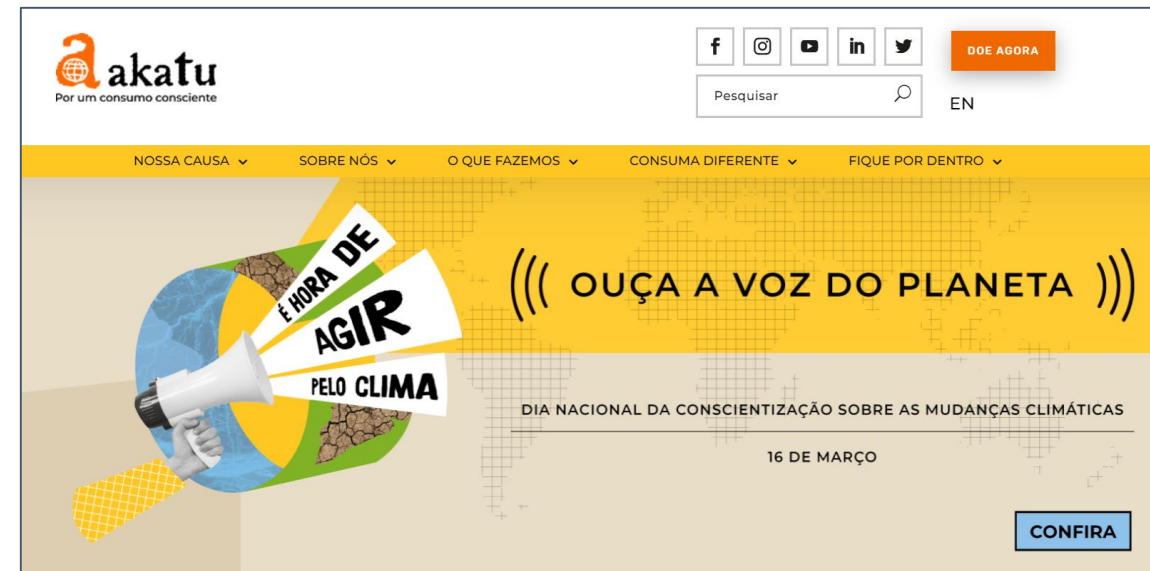 akatu
Por um consumo consciente
DOE AGORA
Pesquisar
EN
NOSSA CAUSA SOBRE NÓS O QUE FAZEMOS CONSUMA DIFERENTE FIQUE POR DENTRO
É HORA DE
AGIR
PELO CLIMA
((( OUÇA A VOZ DO PLANETA )))
DIA NACIONAL DA CONSCIENTIZAÇÃO SOBRE AS MUDANÇAS CLIMÁTICAS
16 DE MARÇO
CONFIRA